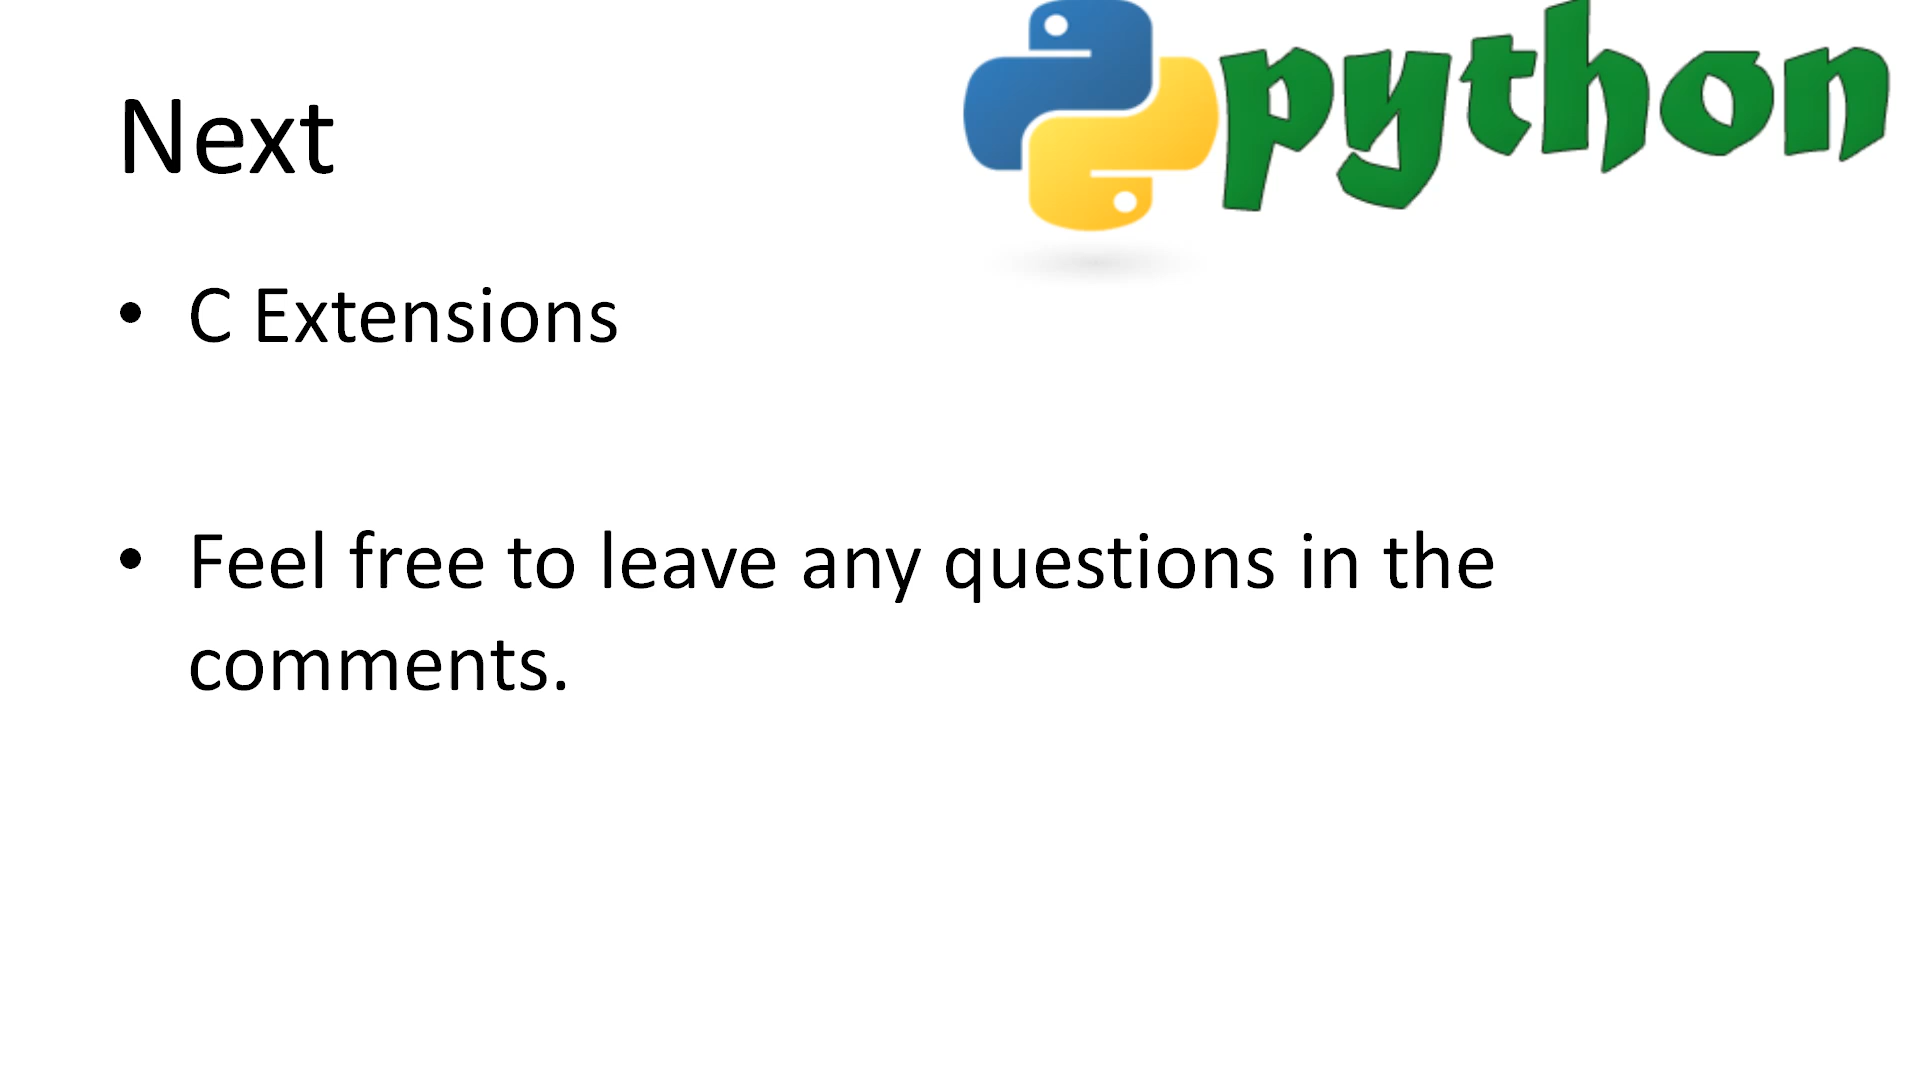 python
Next
• C Extensions
• Feel free to leave any questions in the
comments.